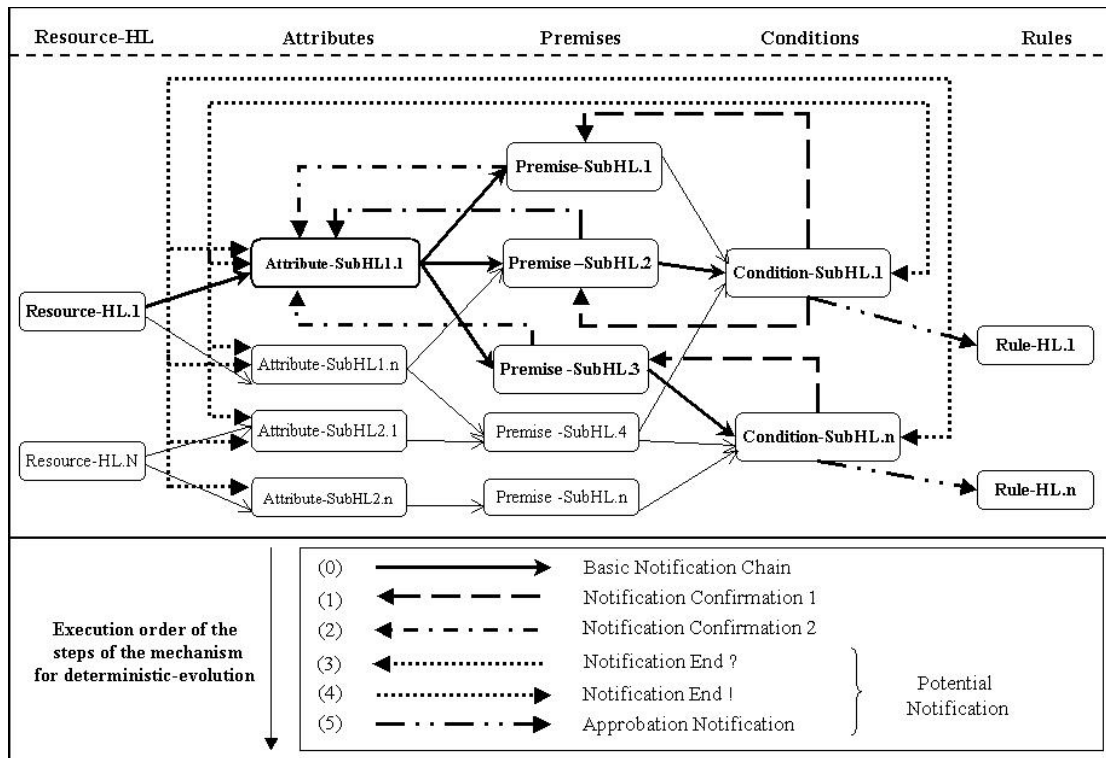 Resource-HL Attributes Premises Conditions Rules
Premise-SubHL.1
Attribute-SubHL1.1
Premise –SubHL.2
Condition-SubHL.1
Resource-HL.1
Rule-HL.1
Attribute-SubHL1.n
Premise -SubHL.3
Attribute-SubHL2.1
Premise -SubHL.4
Condition-SubHL.n
Resource-HL.N
Attribute-SubHL2.n
Premise -SubHL.n
Rule-HL.n
Execution order of the
steps of the mechanism
for deterministic-evolution
(0) Basic Notification Chain
(1) Notification Confirmation 1
(2) Notification Confirmation 2
(3) Notification End ?
(4) Notification End !
(5) Approbation Notification
Potential
Notification